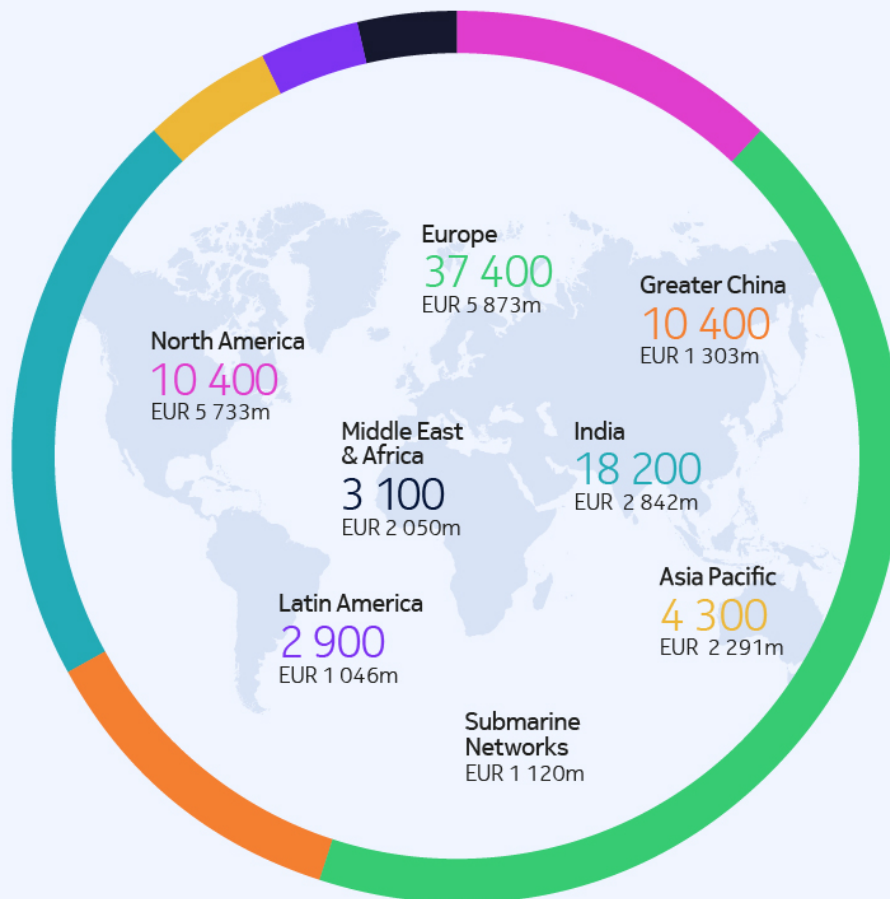 Europe
37 400
EUR 5 873m
Greater China
10 400
EUR 1 303m
North America
10 400
EUR 5 733m
Middle East
& Africa
3 100
EUR 2 050m
India
18 200
EUR 2 842m
Asia Pacific
4 300
EUR 2 291m
Latin America
2 900
EUR 1 046m
Submarine
Networks
EUR 1 120m